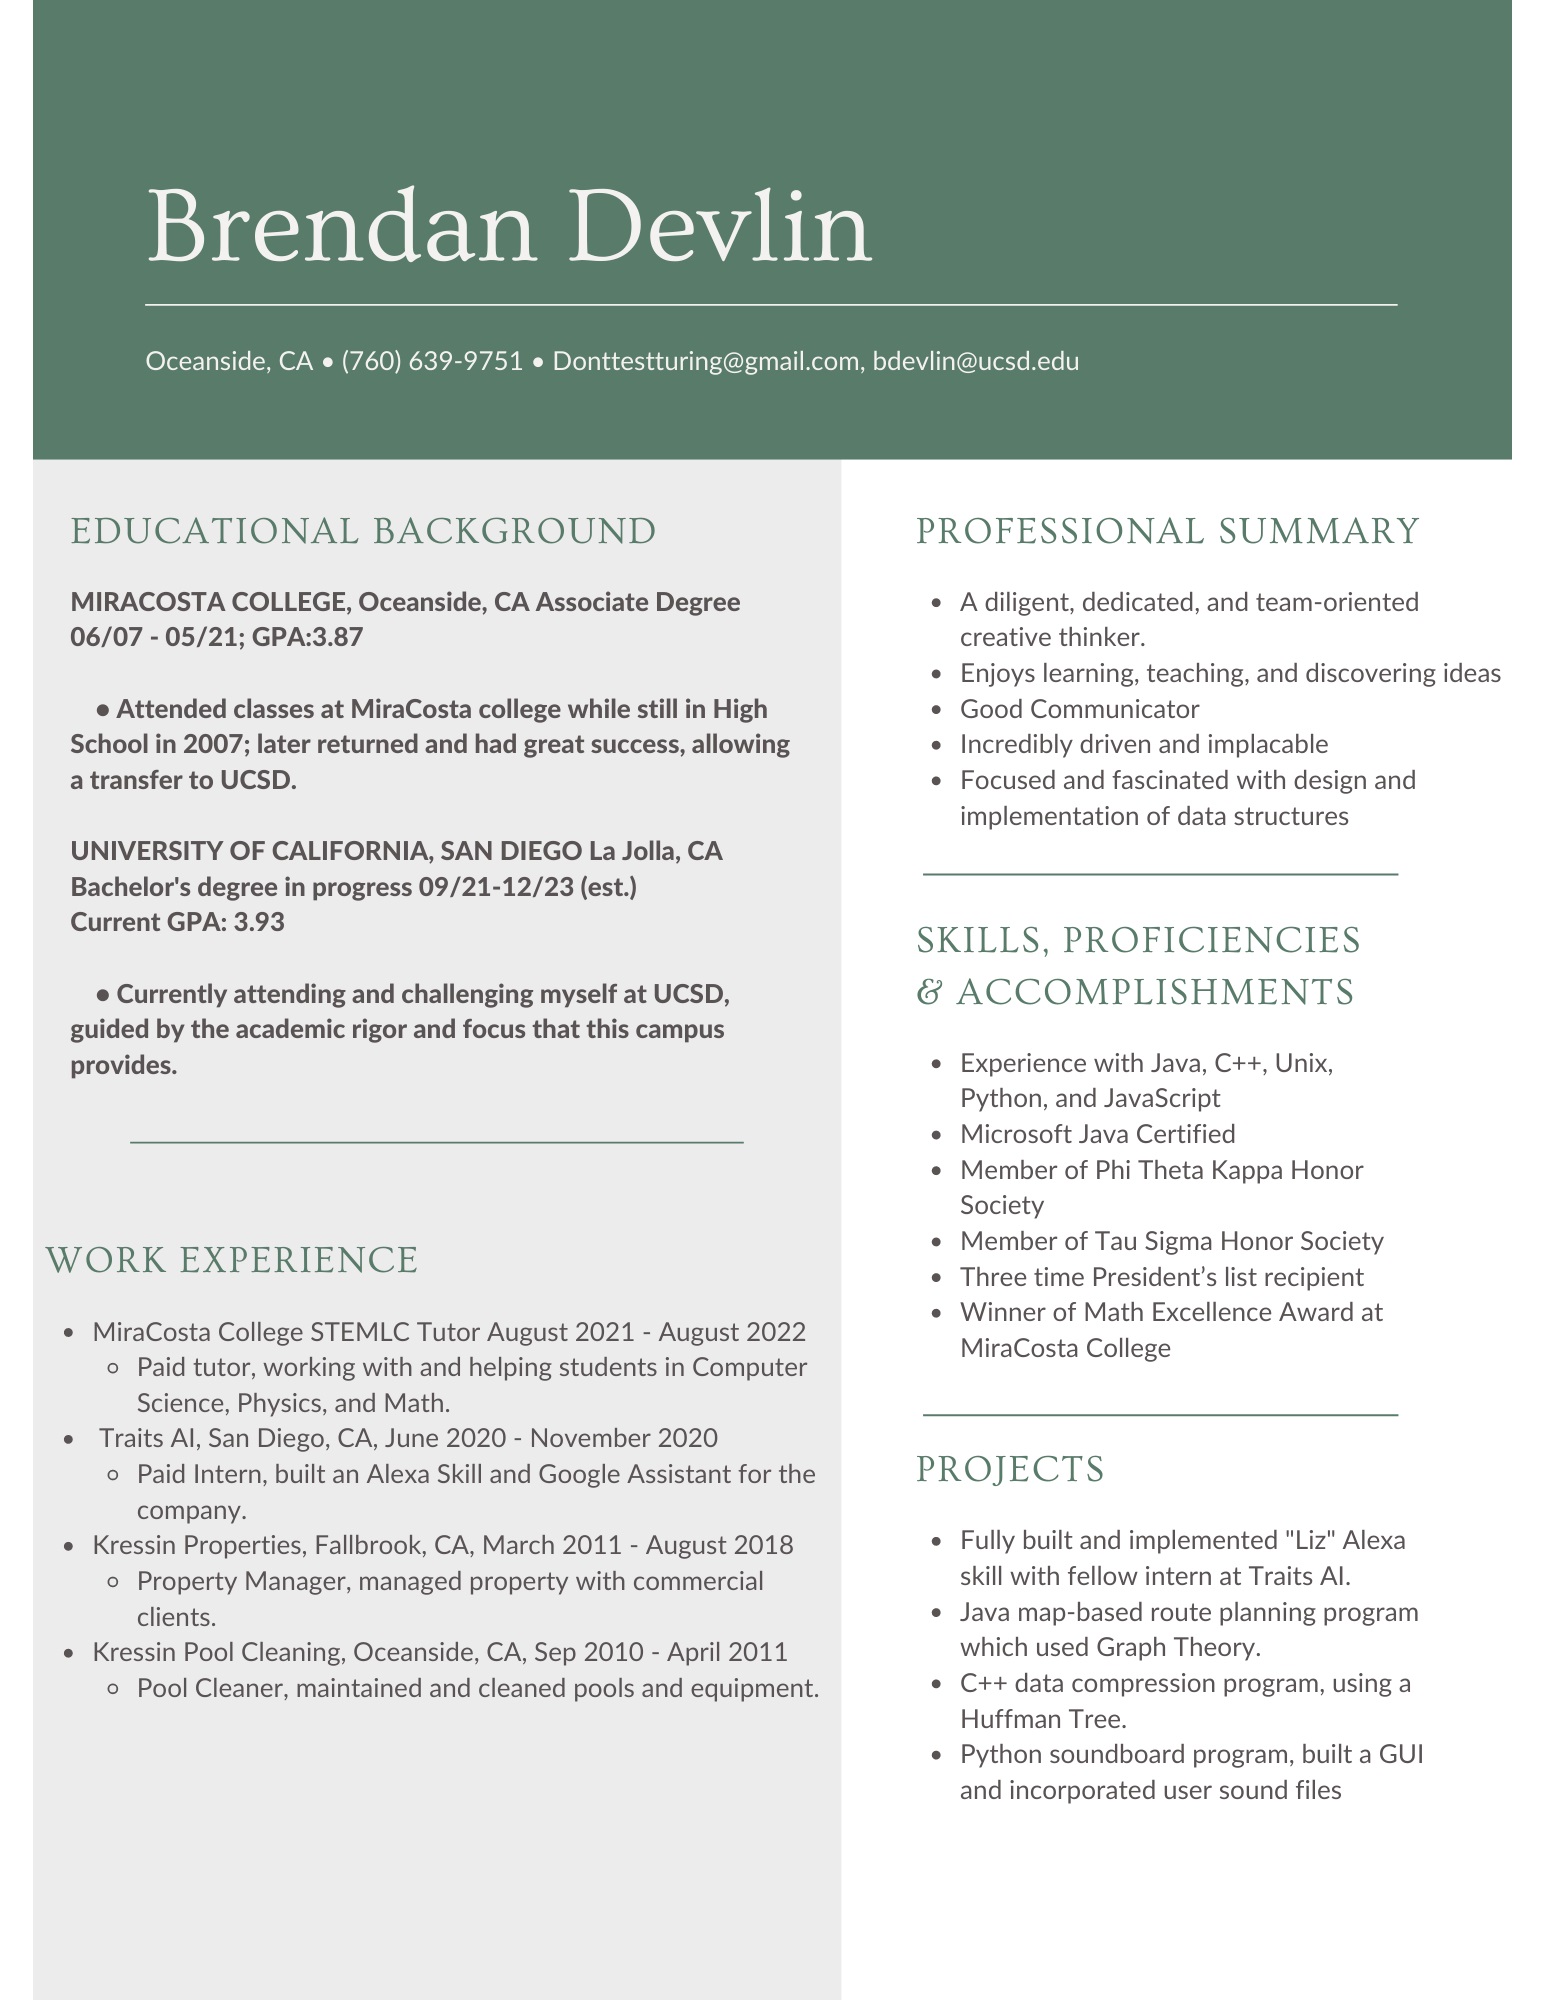 Brendan Devlin
Oceanside, CA • (760) 639-9751 • Donttestturing@gmail.com, bdevlin@ucsd.edu
EDUCATIONAL BACKGROUND
MIRACOSTA COLLEGE, Oceanside, CA Associate Degree
06/07 - 05/21; GPA:3.87
• Attended classes at MiraCosta college while still in High
School in 2007; later returned and had great success, allowing
a transfer to UCSD.
UNIVERSITY OF CALIFORNIA, SAN DIEGO La Jolla, CA
Bachelor's degree in progress 09/21-12/23 (est.)
Current GPA: 3.93
• Currently attending and challenging myself at UCSD,
guided by the academic rigor and focus that this campus
provides.
WORK EXPERIENCE
• MiraCosta College STEMLC Tutor August 2021 - August 2022
◦ Paid tutor, working with and helping students in Computer
Science, Physics, and Math.
• Traits AI, San Diego, CA, June 2020 - November 2020
◦ Paid Intern, built an Alexa Skill and Google Assistant for the
company.
• Kressin Properties, Fallbrook, CA, March 2011 - August 2018
◦ Property Manager, managed property with commercial
clients.
• Kressin Pool Cleaning, Oceanside, CA, Sep 2010 - April 2011
◦ Pool Cleaner, maintained and cleaned pools and equipment.
PROFESSIONAL SUMMARY
• A diligent, dedicated, and team-oriented
creative thinker.
• Enjoys learning, teaching, and discovering ideas
• Good Communicator
• Incredibly driven and implacable
• Focused and fascinated with design and
implementation of data structures
SKILLS, PROFICIENCIES
& ACCOMPLISHMENTS
• Experience with Java, C++, Unix,
Python, and JavaScript
• Microsoft Java Certified
• Member of Phi Theta Kappa Honor
Society
• Member of Tau Sigma Honor Society
• Three time President’s list recipient
• Winner of Math Excellence Award at
MiraCosta College
PROJECTS
• Fully built and implemented "Liz" Alexa
skill with fellow intern at Traits AI.
• Java map-based route planning program
which used Graph Theory.
• C++ data compression program, using a
Huffman Tree.
• Python soundboard program, built a GUI
and incorporated user sound files